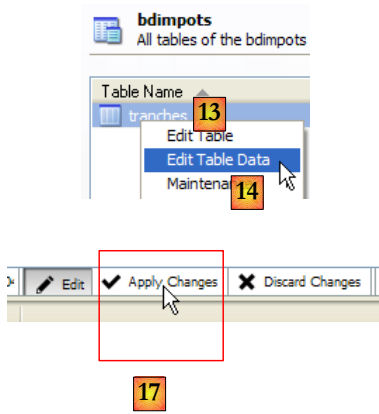 bdimpots
All tables of the bdimpots
Table Name
tranches
13
Edit Table
Edit Table Data
14
Edit
Apply Changes
Discard Changes
17